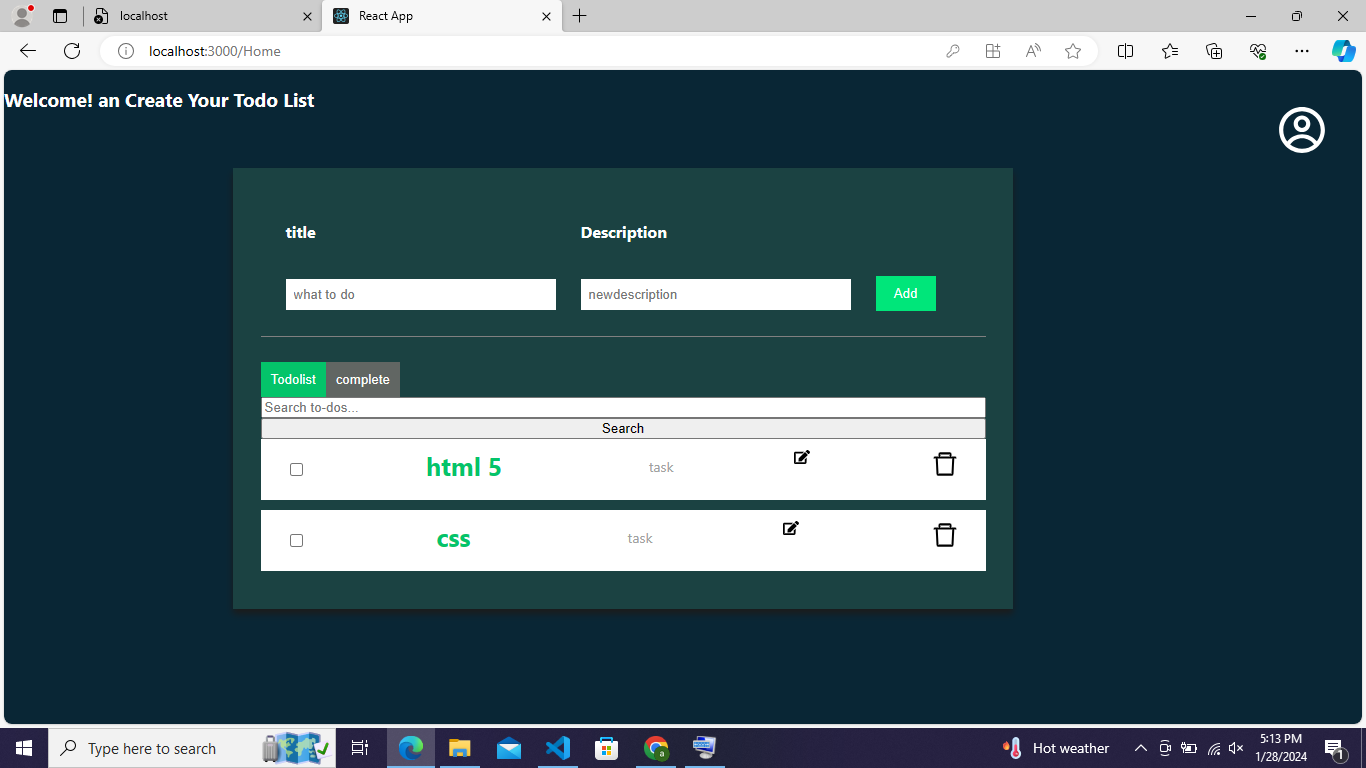 localhost
React App
localhost:3000/Home
Welcome! an Create Your Todo List
title
Description
what to do
newdescription
Add
Todolist
complete
Search to-dos...
Search
html 5
task
css
task
Type here to search
a
Hot weather
5:13 PM
1/28/2024
1